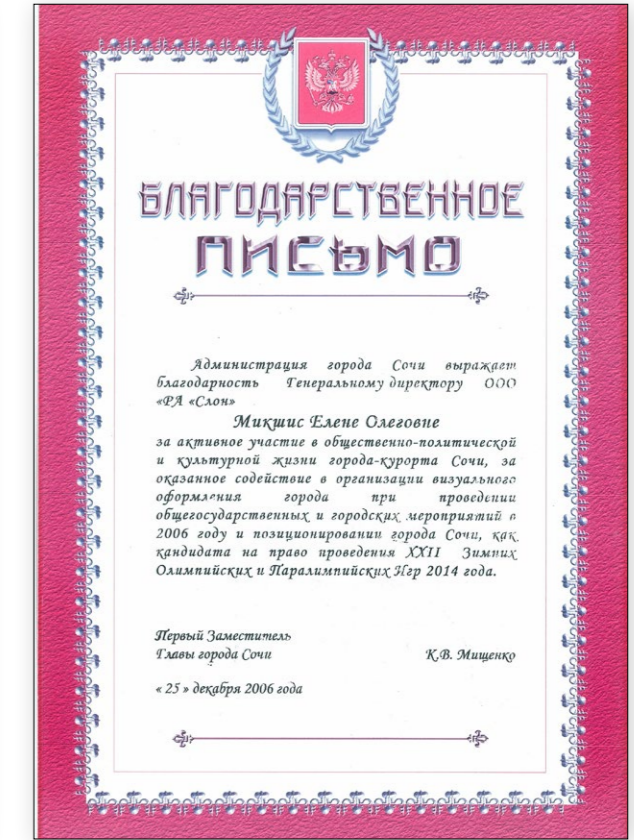 БЛАГОДАРСТВЕННОЕ
ПИСЬМО
Администрация города Сочи выражает
благодарность Генеральному директору ООО
«РА «Слон»
Микшис Елене Олеговне
за активное участие в общественно-политической
и культурной жизни города-курорта Сочи, за
оказанное содействие в организации визуального
оформления города при проведении
общегосударственных и городских мероприятий в
2006 году и позиционировании города Сочи, как
кандидата на право проведения XXII Зимних
Олимпийских и Паралимпийских Игр 2014 года.
Первый Заместитель
Главы города Сочи К.В. Мищенко
« 25 » декабря 2006 года